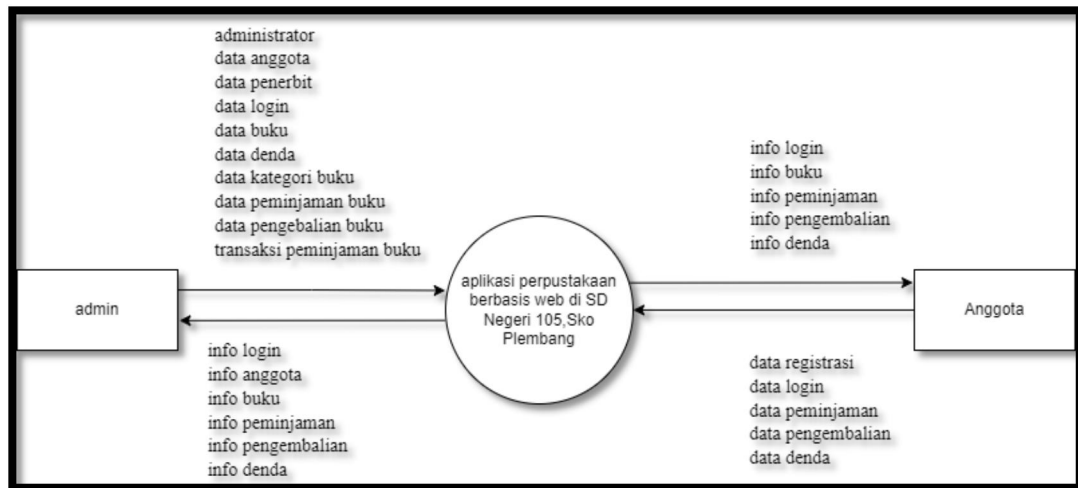 administrator
data anggota
data penerbit
data login
data buku
data denda
data kategori buku
data peminjaman buku
data pengebalian buku
transaksi peminjaman buku
admin
info login
info anggota
info buku
info peminjaman
info pengembalian
info denda
aplikasi perpustakaan
berbasis web di SD
Negeri 105,Sko
Plembang
info login
info buku
info peminjaman
info pengembalian
info denda
Anggota
data registrasi
data login
data peminjaman
data pengembalian
data denda